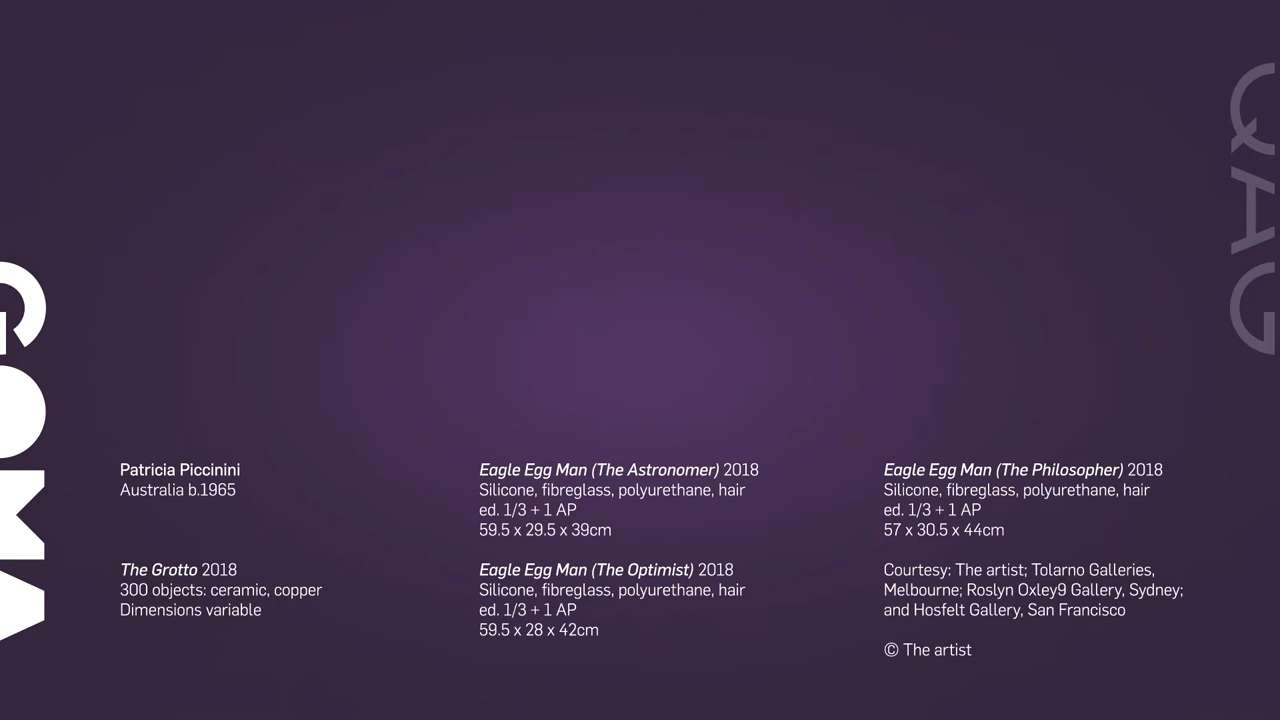 GOMA
Patricia Piccinini
Australia b.1965
The Grotto 2018
300 objects: ceramic, copper
Dimensions variable
Eagle Egg Man (The Astronomer) 2018
Silicone, fibreglass, polyurethane, hair
ed. 1/3 + 1 AP
59.5 x 29.5 x 39cm
Eagle Egg Man (The Optimist) 2018
Silicone, fibreglass, polyurethane, hair
ed. 1/3 + 1 AP
59.5 x 28 x 42cm
Eagle Egg Man (The Philosopher) 2018
Silicone, fibreglass, polyurethane, hair
ed. 1/3 + 1 AP
57 x 30.5 x 44cm
Courtesy: The artist; Tolarno Galleries,
Melbourne; Roslyn Oxley9 Gallery, Sydney;
and Hosfelt Gallery, San Francisco
© The artist
QAG